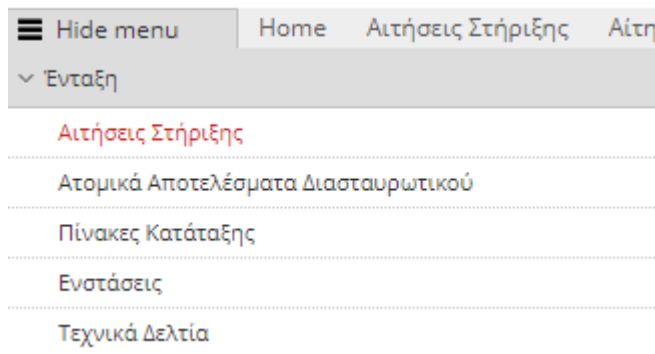 Hide menu Home Αιτήσεις Στήριξης
Ένταξη
Αιτήσεις Στήριξης
Ατομικά Αποτελέσματα Διασταυρωτικού
Πίνακες Κατάταξης
Ενστάσεις
Τεχνικά Δελτία